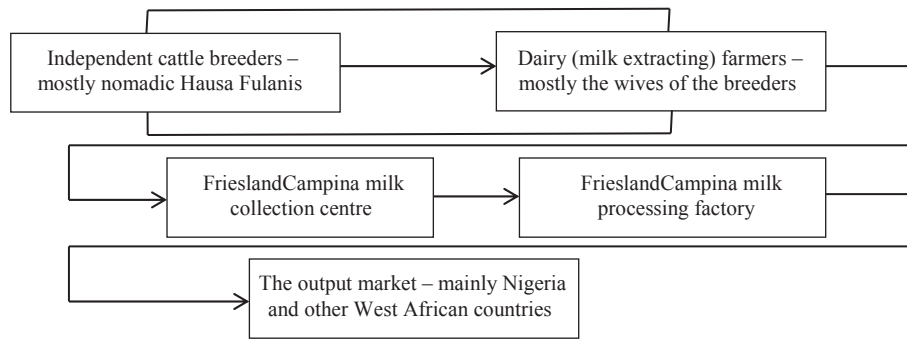 Independent cattle breeders –
mostly nomadic Hausa Fulanis
Dairy (milk extracting) farmers –
mostly the wives of the breeders
FrieslandCampina milk
collection centre
FrieslandCampina milk
processing factory
The output market – mainly Nigeria
and other West African countries